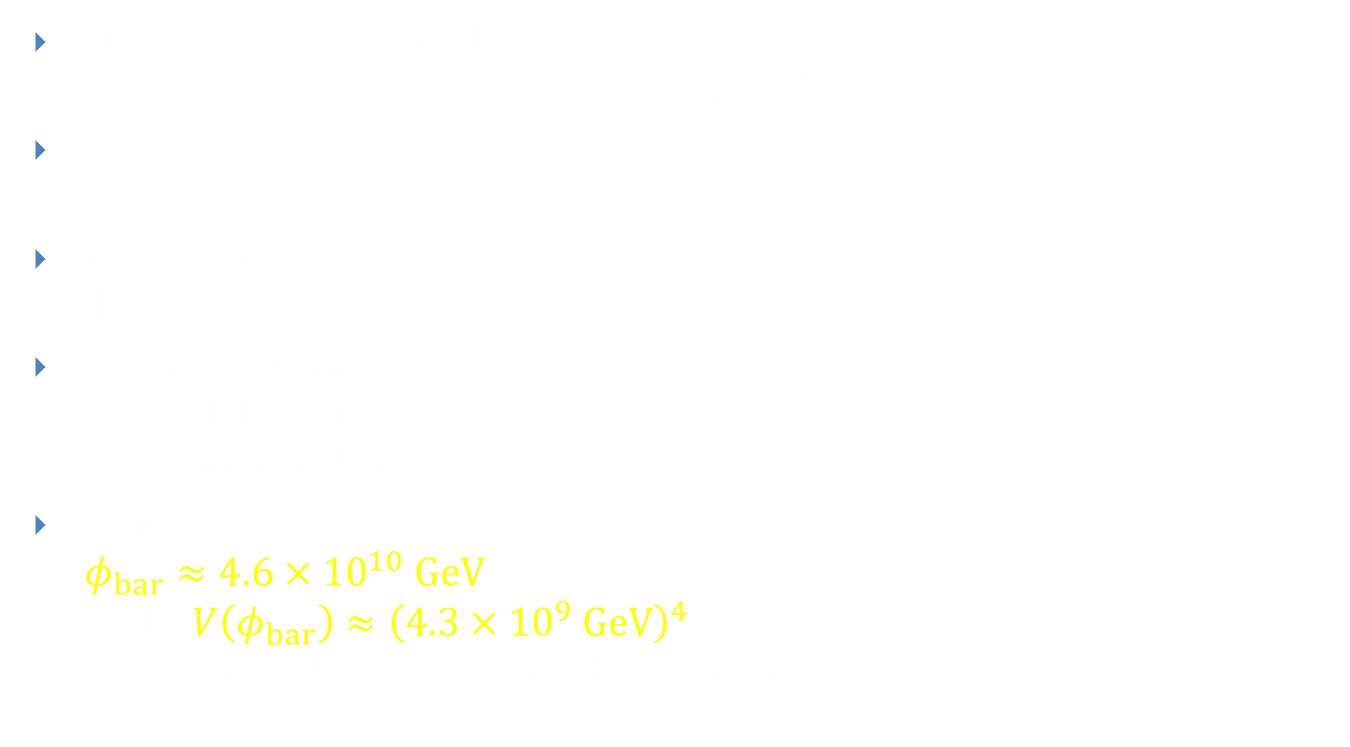 ϕ_bar ≈ 4.6 × 10^10 GeV
V(ϕ_bar) ≈ (4.3 × 10^9 GeV)^4